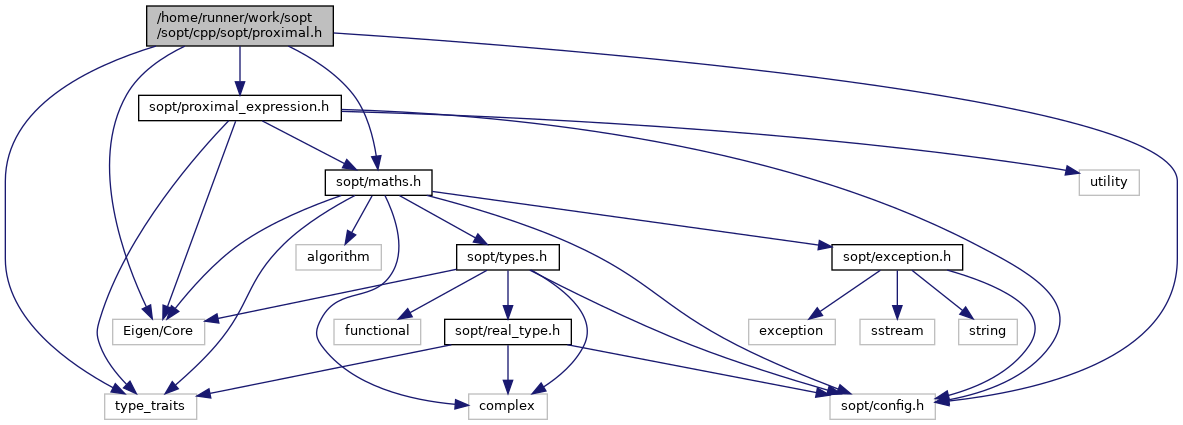 /home/runner/work/sopt
/sopt/cpp/sopt/proximal.h
sopt/proximal_expression.h
sopt/maths.h
utility
algorithm
sopt/types.h
sopt/exception.h
Eigen/Core
functional
sopt/real_type.h
exception
sstream
string
type_traits
complex
sopt/config.h